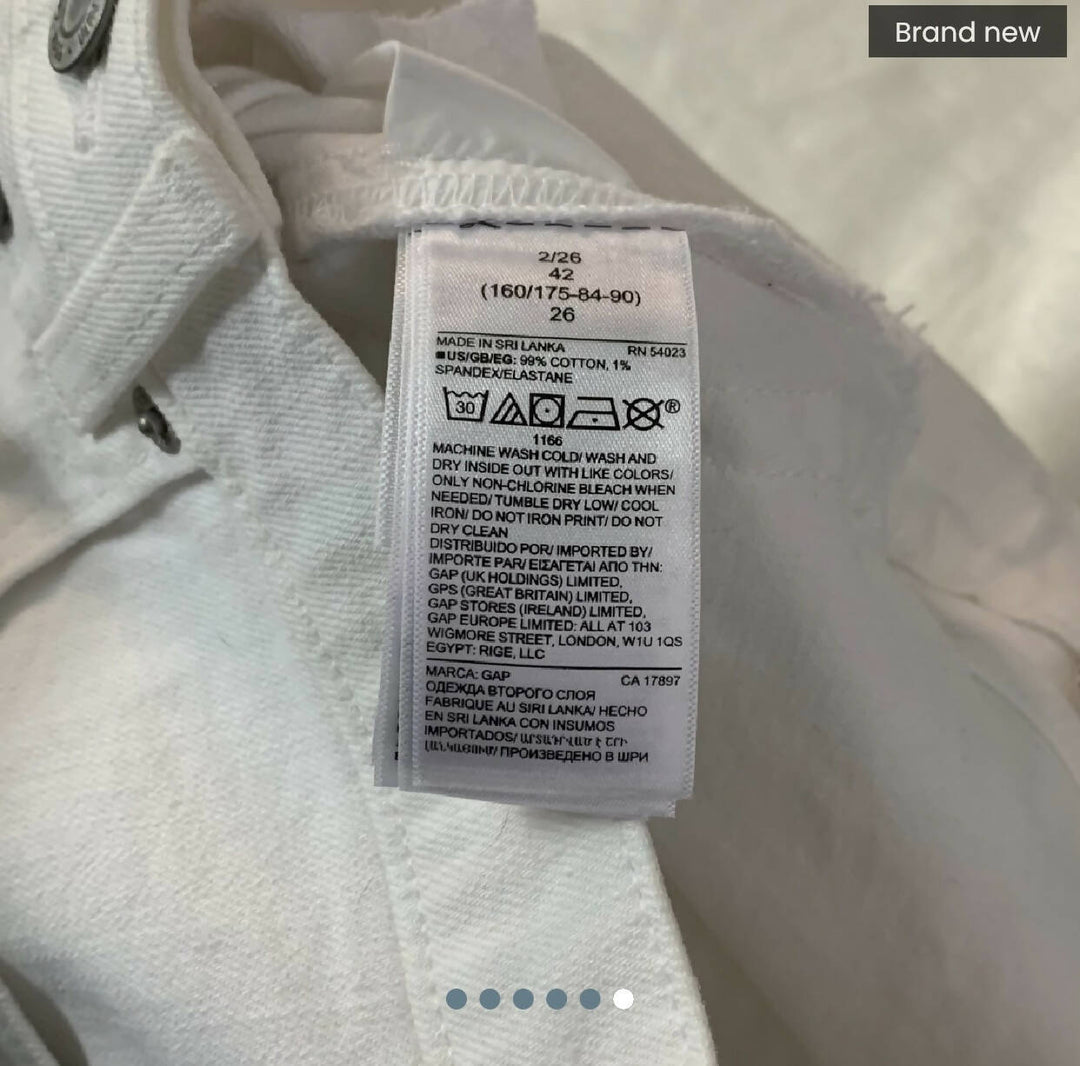 Brand new
2/26
42
(160/175-84-90)
26
MADE IN SRI LANKA
RN 54023
US/GB/EG: 99% COTTON, 1%
SPANDEX/ELASTANE
30
®
1166
MACHINE WASH COLD/ WASH AND
DRY INSIDE OUT WITH LIKE COLORS/
ONLY NON-CHLORINE BLEACH WHEN
NEEDED/ TUMBLE DRY LOW/ COOL
IRON/ DO NOT IRON PRINT/ DO NOT
DRY CLEAN
DISTRIBUIDO POR/ IMPORTED BY/
IMPORTE PAR/ ΕΙΣΑΓΕΤΑΙ ΑΠΟ ΤΗΝ:
GAP (UK HOLDINGS) LIMITED,
GPS (GREAT BRITAIN) LIMITED,
GAP STORES (IRELAND) LIMITED,
GAP EUROPE LIMITED: ALL AT 103
WIGMORE STREET, LONDON, W1U 1QS
EGYPT: RIGE, LLC
MARCA: GAP
CA 17897
ОДЕЖДА ВТОРОГО СЛОЯ
FABRIQUE AU SIRI LANKA/ HECHO
EN SRI LANKA CON INSUMOS
IMPORTADOS/ ԱՐՏԱԴՐՎԱԾ Է ՇՐԻ
ԼԱՆԿԱՅՈՒՄ/ ПРОИЗВЕДЕНО В ШРИ